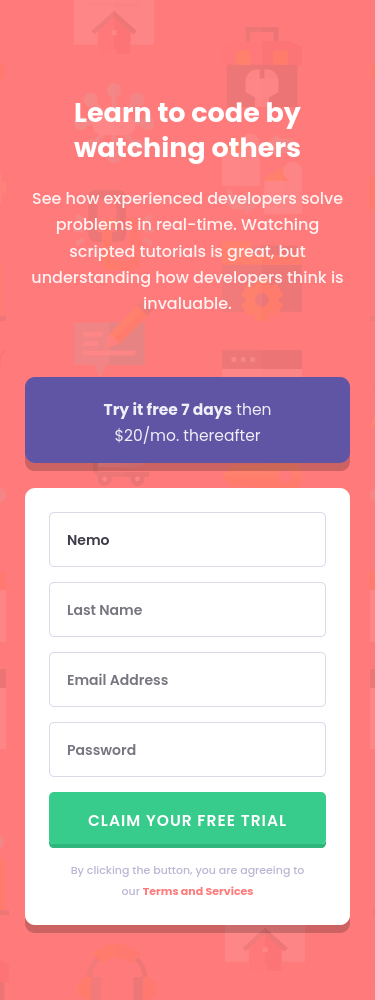 Learn to code by
watching others
See how experienced developers solve
problems in real-time. Watching
scripted tutorials is great, but
understanding how developers think is
invaluable.
Try it free 7 days then
$20/mo. thereafter
Nemo
Last Name
Email Address
Password
CLAIM YOUR FREE TRIAL
By clicking the button, you are agreeing to
our Terms and Services